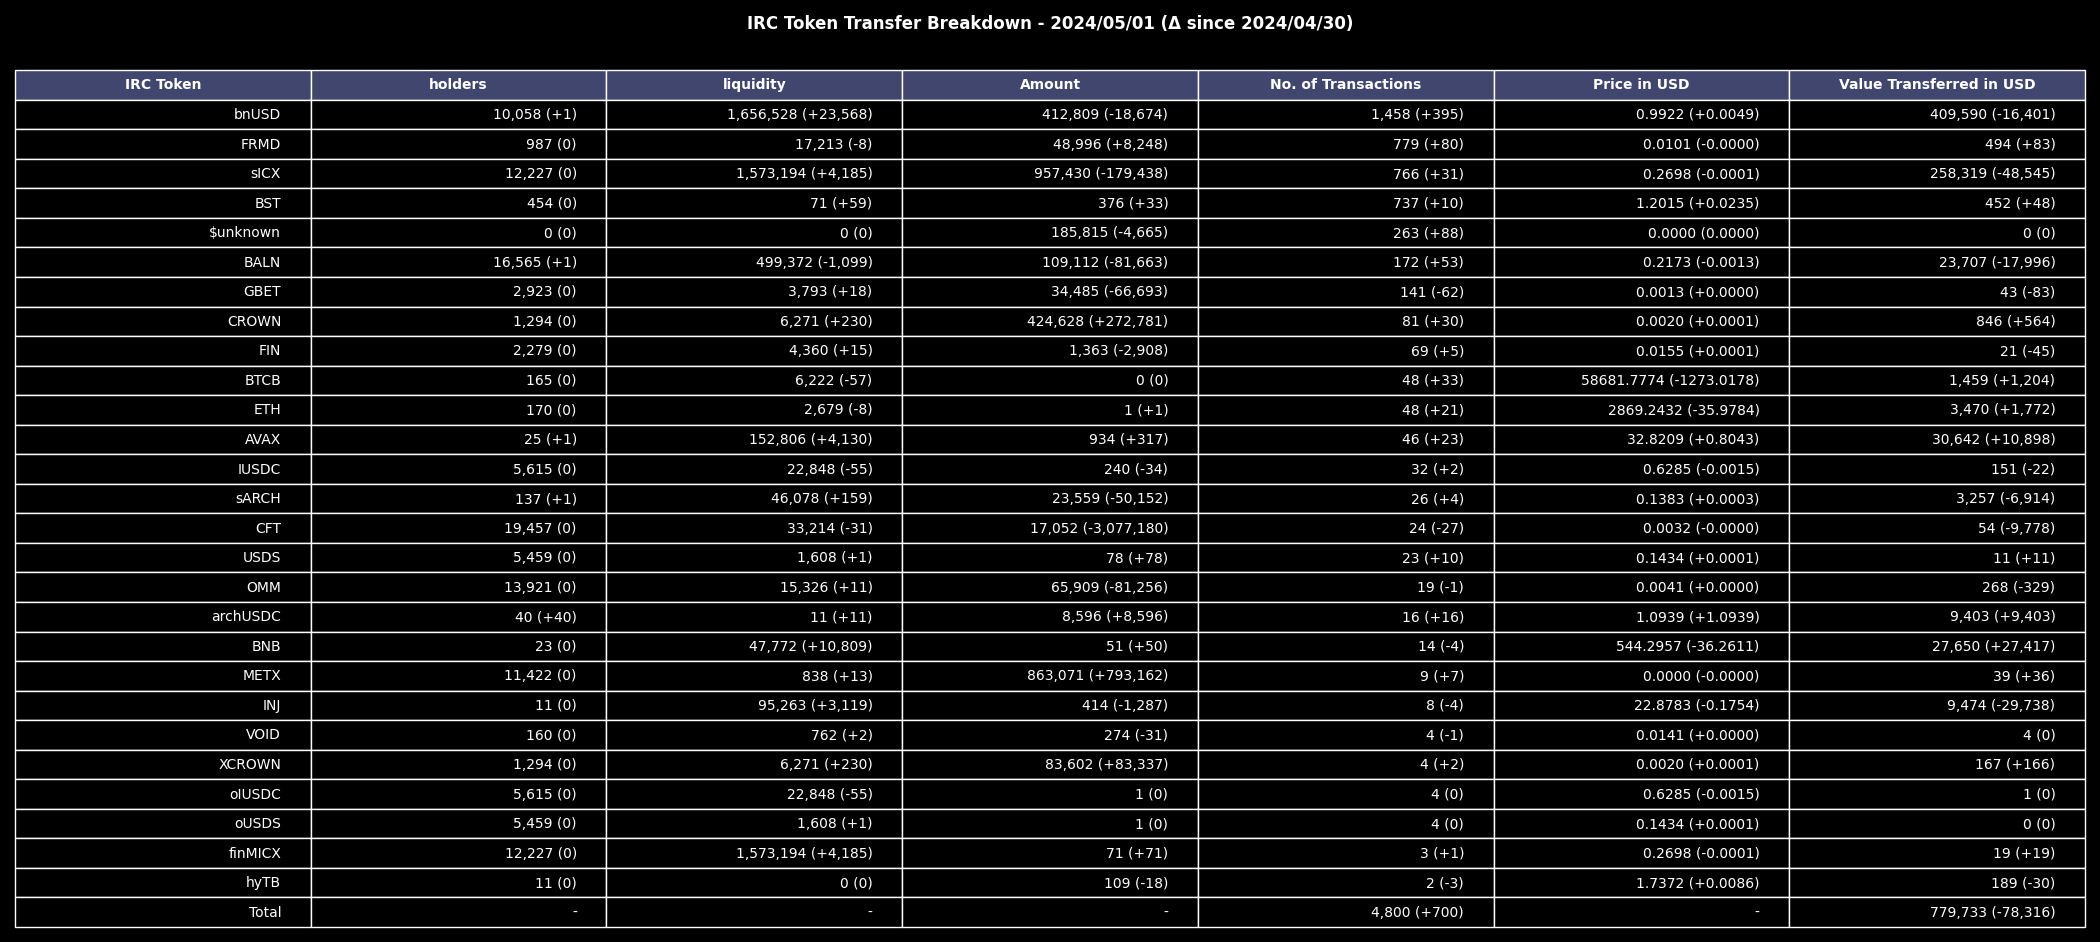 IRC Token Transfer Breakdown - 2024/05/01 (Δ since 2024/04/30)
IRC Token holders liquidity Amount No. of Transactions Price in USD Value Transferred in USD
bnUSD 10,058 (+1) 1,656,528 (+23,568) 412,809 (-18,674) 1,458 (+395) 0.9922 (+0.0049) 409,590 (-16,401)
FRMD 987 (0) 17,213 (-8) 48,996 (+8,248) 779 (+80) 0.0101 (-0.0000) 494 (+83)
sICX 12,227 (0) 1,573,194 (+4,185) 957,430 (-179,438) 766 (+31) 0.2698 (-0.0001) 258,319 (-48,545)
BST 454 (0) 71 (+59) 376 (+33) 737 (+10) 1.2015 (+0.0235) 452 (+48)
$unknown 0 (0) 0 (0) 185,815 (-4,665) 263 (+88) 0.0000 (0.0000) 0 (0)
BALN 16,565 (+1) 499,372 (-1,099) 109,112 (-81,663) 172 (+53) 0.2173 (-0.0013) 23,707 (-17,996)
GBET 2,923 (0) 3,793 (+18) 34,485 (-66,693) 141 (-62) 0.0013 (+0.0000) 43 (-83)
CROWN 1,294 (0) 6,271 (+230) 424,628 (+272,781) 81 (+30) 0.0020 (+0.0001) 846 (+564)
FIN 2,279 (0) 4,360 (+15) 1,363 (-2,908) 69 (+5) 0.0155 (+0.0001) 21 (-45)
BTCB 165 (0) 6,222 (-57) 0 (0) 48 (+33) 58681.7774 (-1273.0178) 1,459 (+1,204)
ETH 170 (0) 2,679 (-8) 1 (+1) 48 (+21) 2869.2432 (-35.9784) 3,470 (+1,772)
AVAX 25 (+1) 152,806 (+4,130) 934 (+317) 46 (+23) 32.8209 (+0.8043) 30,642 (+10,898)
IUSDC 5,615 (0) 22,848 (-55) 240 (-34) 32 (+2) 0.6285 (-0.0015) 151 (-22)
sARCH 137 (+1) 46,078 (+159) 23,559 (-50,152) 26 (+4) 0.1383 (+0.0003) 3,257 (-6,914)
CFT 19,457 (0) 33,214 (-31) 17,052 (-3,077,180) 24 (-27) 0.0032 (-0.0000) 54 (-9,778)
USDS 5,459 (0) 1,608 (+1) 78 (+78) 23 (+10) 0.1434 (+0.0001) 11 (+11)
OMM 13,921 (0) 15,326 (+11) 65,909 (-81,256) 19 (-1) 0.0041 (+0.0000) 268 (-329)
archUSDC 40 (+40) 11 (+11) 8,596 (+8,596) 16 (+16) 1.0939 (+1.0939) 9,403 (+9,403)
BNB 23 (0) 47,772 (+10,809) 51 (+50) 14 (-4) 544.2957 (-36.2611) 27,650 (+27,417)
METX 11,422 (0) 838 (+13) 863,071 (+793,162) 9 (+7) 0.0000 (-0.0000) 39 (+36)
INJ 11 (0) 95,263 (+3,119) 414 (-1,287) 8 (-4) 22.8783 (-0.1754) 9,474 (-29,738)
VOID 160 (0) 762 (+2) 274 (-31) 4 (-1) 0.0141 (+0.0000) 4 (0)
XCROWN 1,294 (0) 6,271 (+230) 83,602 (+83,337) 4 (+2) 0.0020 (+0.0001) 167 (+166)
oIUSDC 5,615 (0) 22,848 (-55) 1 (0) 4 (0) 0.6285 (-0.0015) 1 (0)
oUSDS 5,459 (0) 1,608 (+1) 1 (0) 4 (0) 0.1434 (+0.0001) 0 (0)
finMICX 12,227 (0) 1,573,194 (+4,185) 71 (+71) 3 (+1) 0.2698 (-0.0001) 19 (+19)
hyTB 11 (0) 0 (0) 109 (-18) 2 (-3) 1.7372 (+0.0086) 189 (-30)
Total - - - 4,800 (+700) - 779,733 (-78,316)